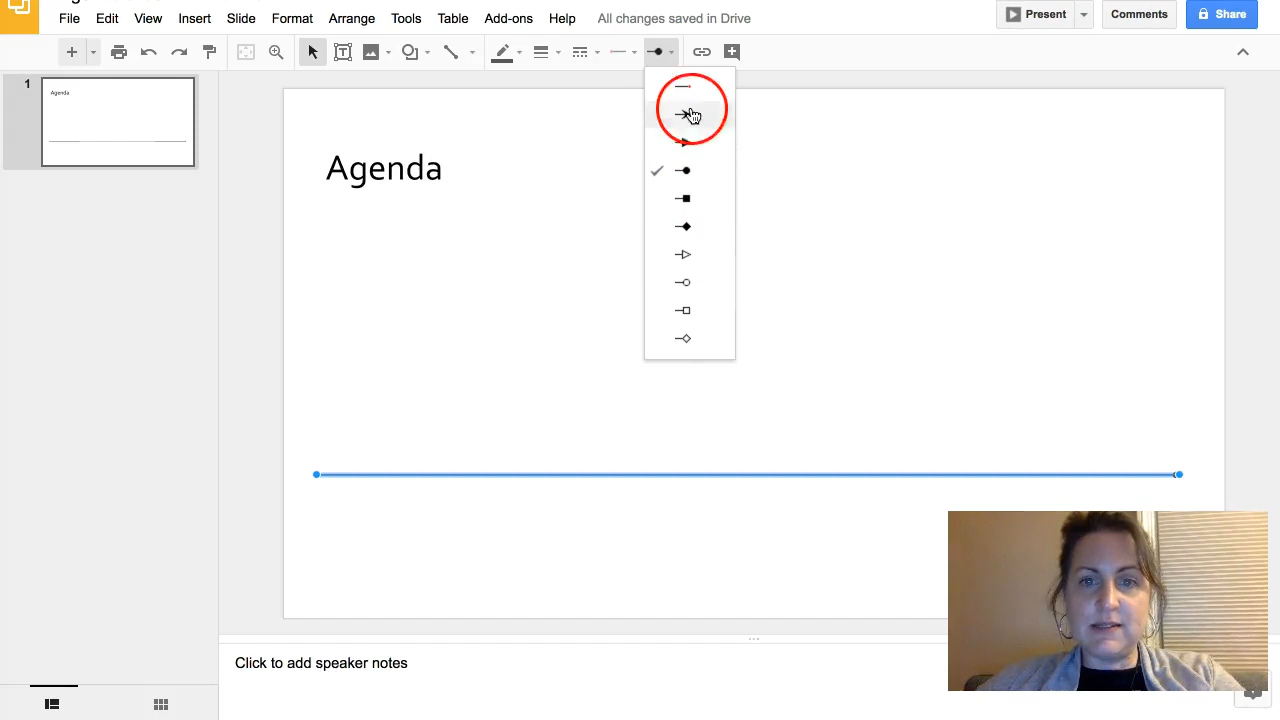 File Edit View Insert Slide Format Arrange Tools Table Add-ons Help All changes saved in Drive
Present Comments Share
1
Agenda
Agenda
Click to add speaker notes